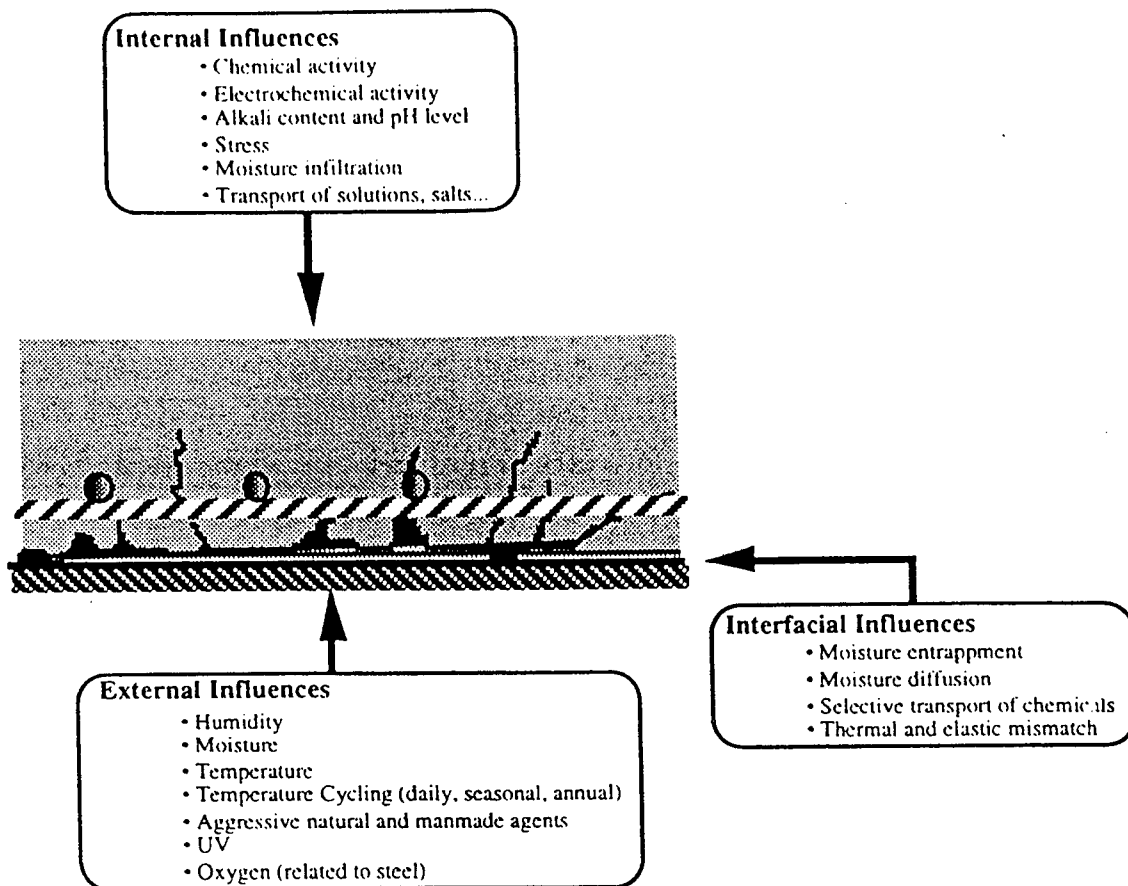 Internal Influences
• Chemical activity
• Electrochemical activity
• Alkali content and pH level
• Stress
• Moisture infiltration
• Transport of solutions, salts...
Interfacial Influences
• Moisture entrappment
• Moisture diffusion
• Selective transport of chemicals
• Thermal and elastic mismatch
External Influences
• Humidity
• Moisture
• Temperature
• Temperature Cycling (daily, seasonal, annual)
• Aggressive natural and manmade agents
• UV
• Oxygen (related to steel)